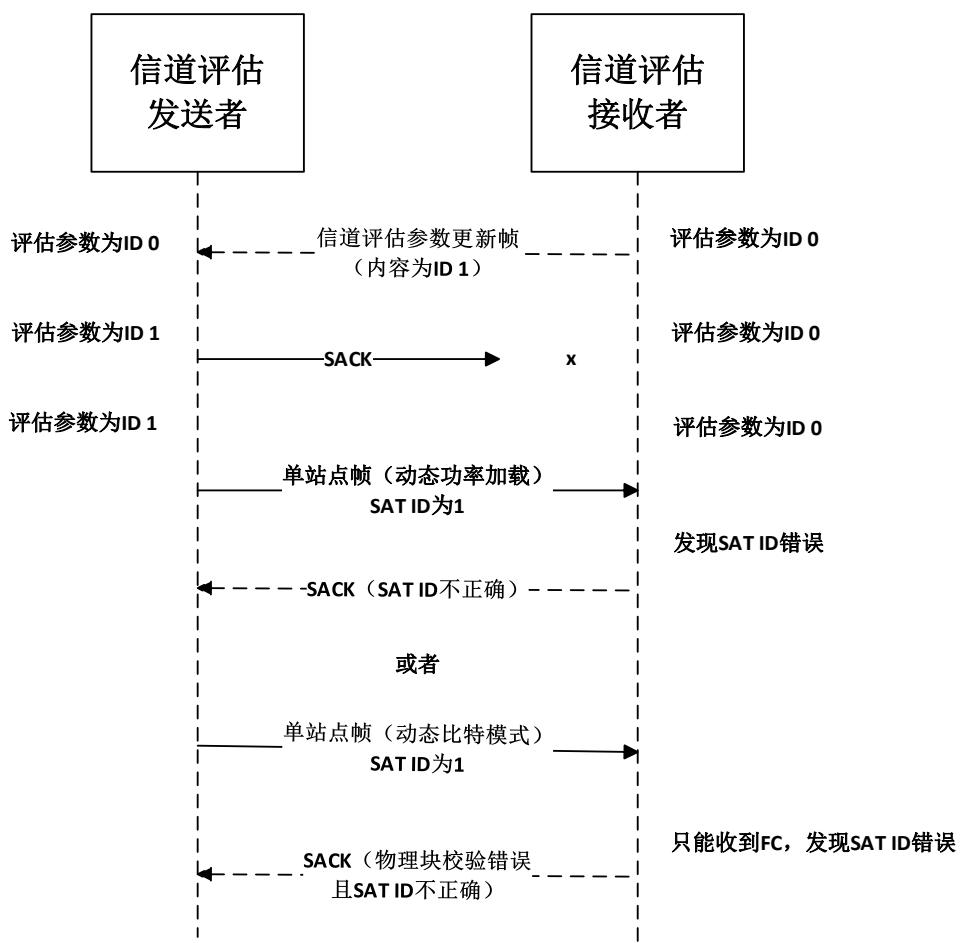 信道评估
发送者
信道评估
接收者
评估参数为ID 0
信道评估参数更新帧
（内容为ID 1）
评估参数为ID 0
评估参数为ID 1
SACK
x
评估参数为ID 0
评估参数为ID 1
评估参数为ID 0
单站点帧（动态功率加载）
SAT ID为1
发现SAT ID错误
SACK（SAT ID不正确）
或者
单站点帧（动态比特模式）
SAT ID为1
只能收到FC，发现SAT ID错误
SACK（物理块校验错误
且SAT ID不正确）